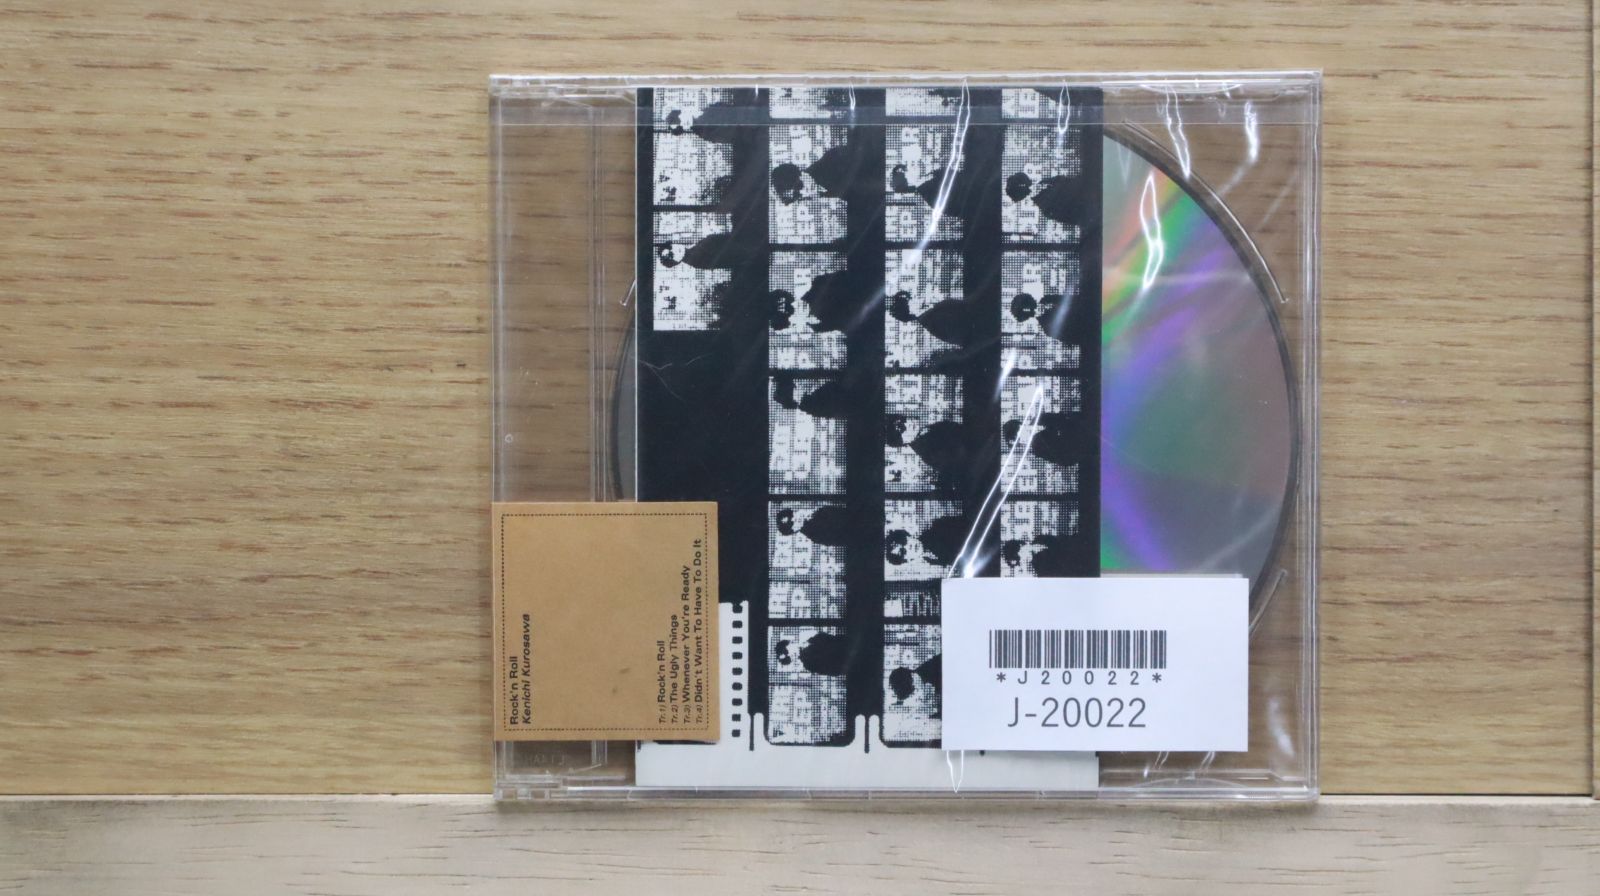 Rock'n Roll
Kenichi Kurosawa
Tr.1) Rock'n Roll
Tr.2) The Ugly Things
Tr.3) Whenever You're Ready
Tr.4) Didn't Want To Have To Do It
*J20022*
J-20022